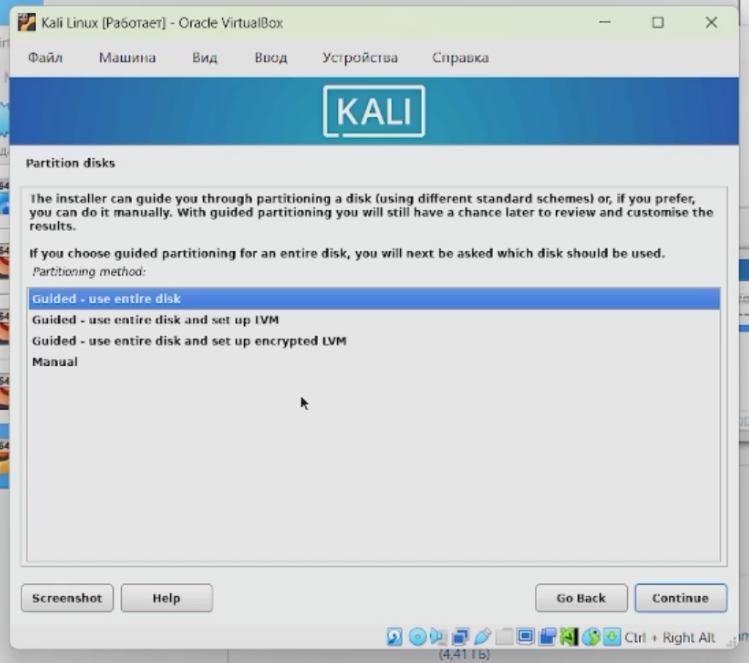 Kali Linux [Работает] - Oracle VirtualBox
Файл Машина Вид Ввод Устройства Справка
KALI
Partition disks
The installer can guide you through partitioning a disk (using different standard schemes) or, if you prefer,
you can do it manually. With guided partitioning you will still have a chance later to review and customise the
results.
If you choose guided partitioning for an entire disk, you will next be asked which disk should be used.
Partitioning method:
Guided - use entire disk
Guided - use entire disk and set up LVM
Guided - use entire disk and set up encrypted LVM
Manual
Screenshot Help Go Back Continue
Ctrl + Right Alt